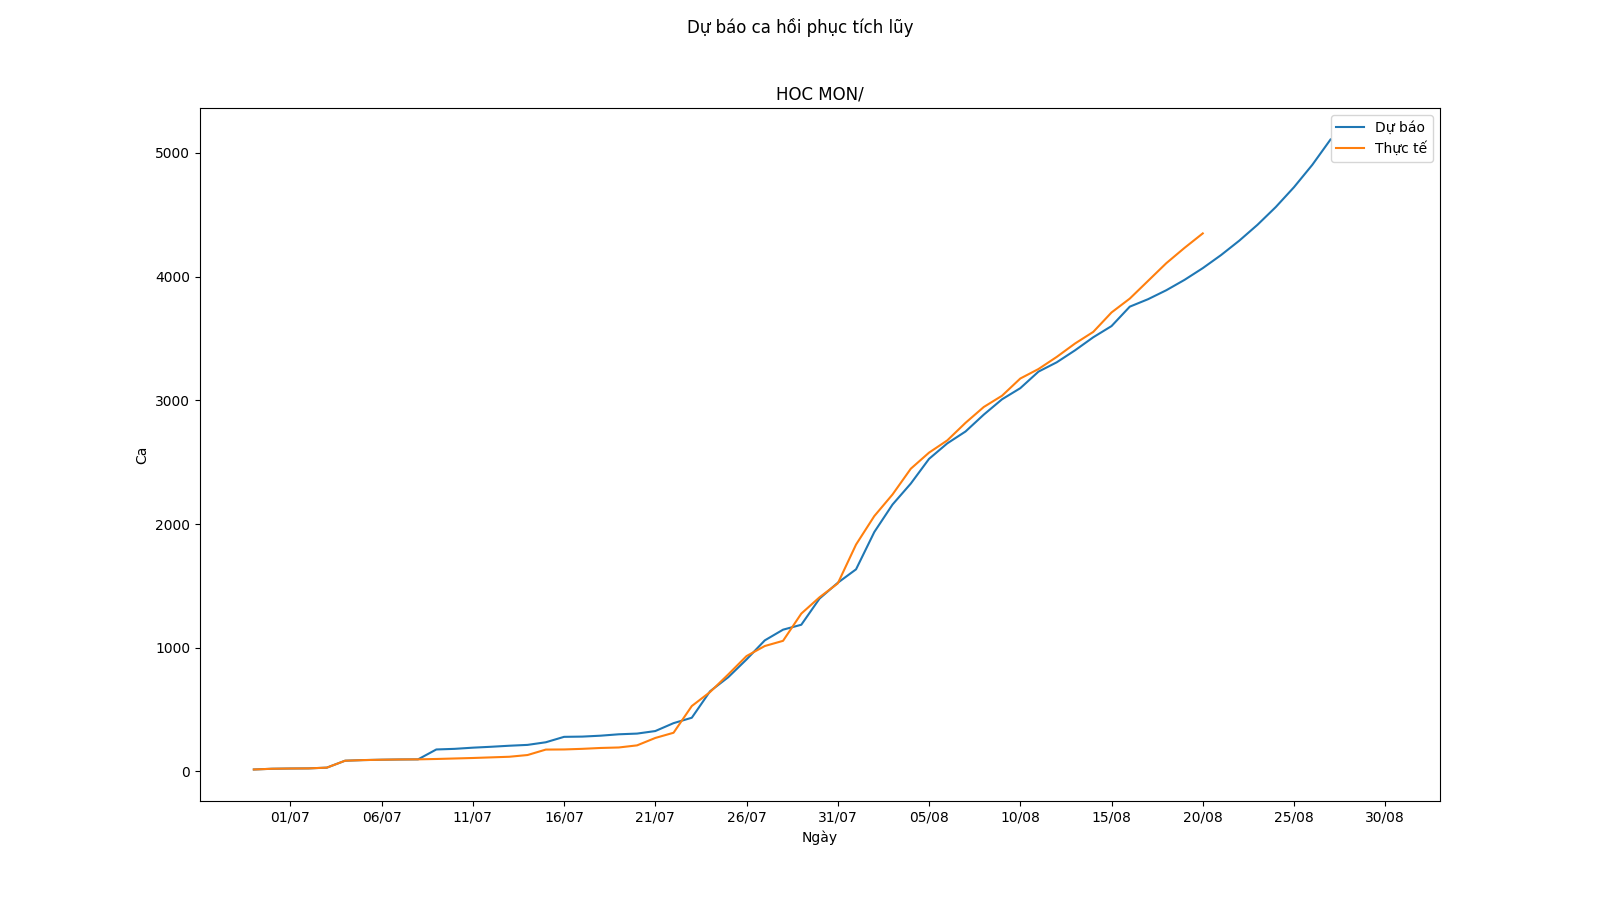 Dự báo ca hồi phục tích lũy
HOC MON/
Dự báo
Thực tế
5000
4000
3000
2000
1000
0
Ca
01/07 06/07 11/07 16/07 21/07 26/07 31/07 05/08 10/08 15/08 20/08 25/08 30/08
Ngày